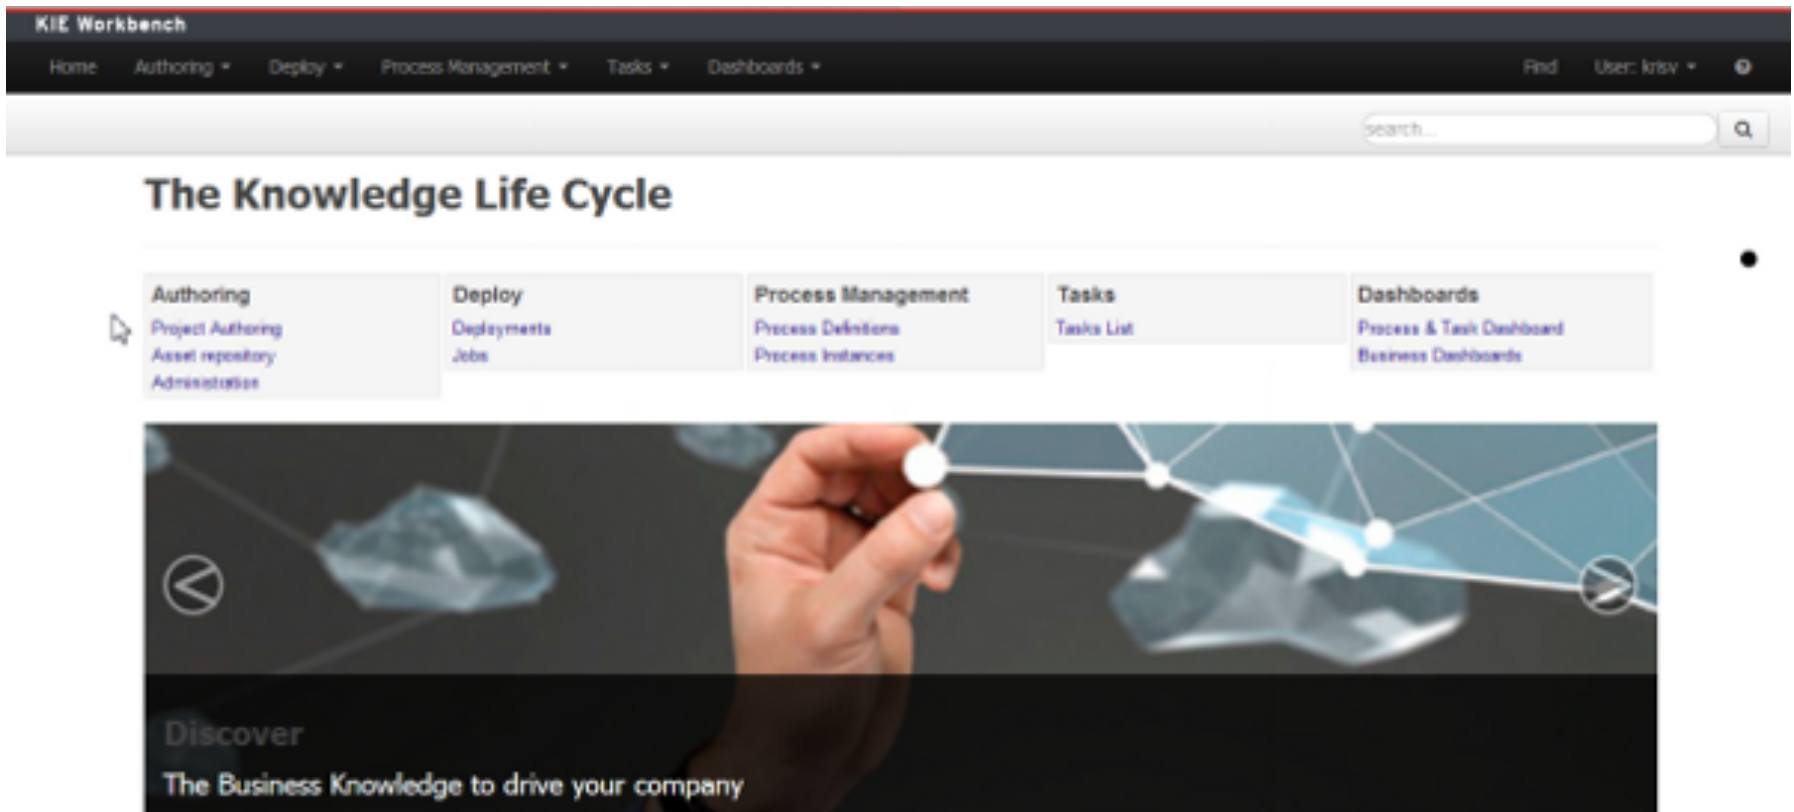 KIE Workbench
Home Authoring Deploy Process Management Tasks Dashboards Find User: krisv
search...
The Knowledge Life Cycle
Authoring Deploy Process Management Tasks Dashboards
Project Authoring Deployments Process Definitions Tasks List Process & Task Dashboard
Asset repository Jobs Process Instances Business Dashboards
Administration
Discover
The Business Knowledge to drive your company